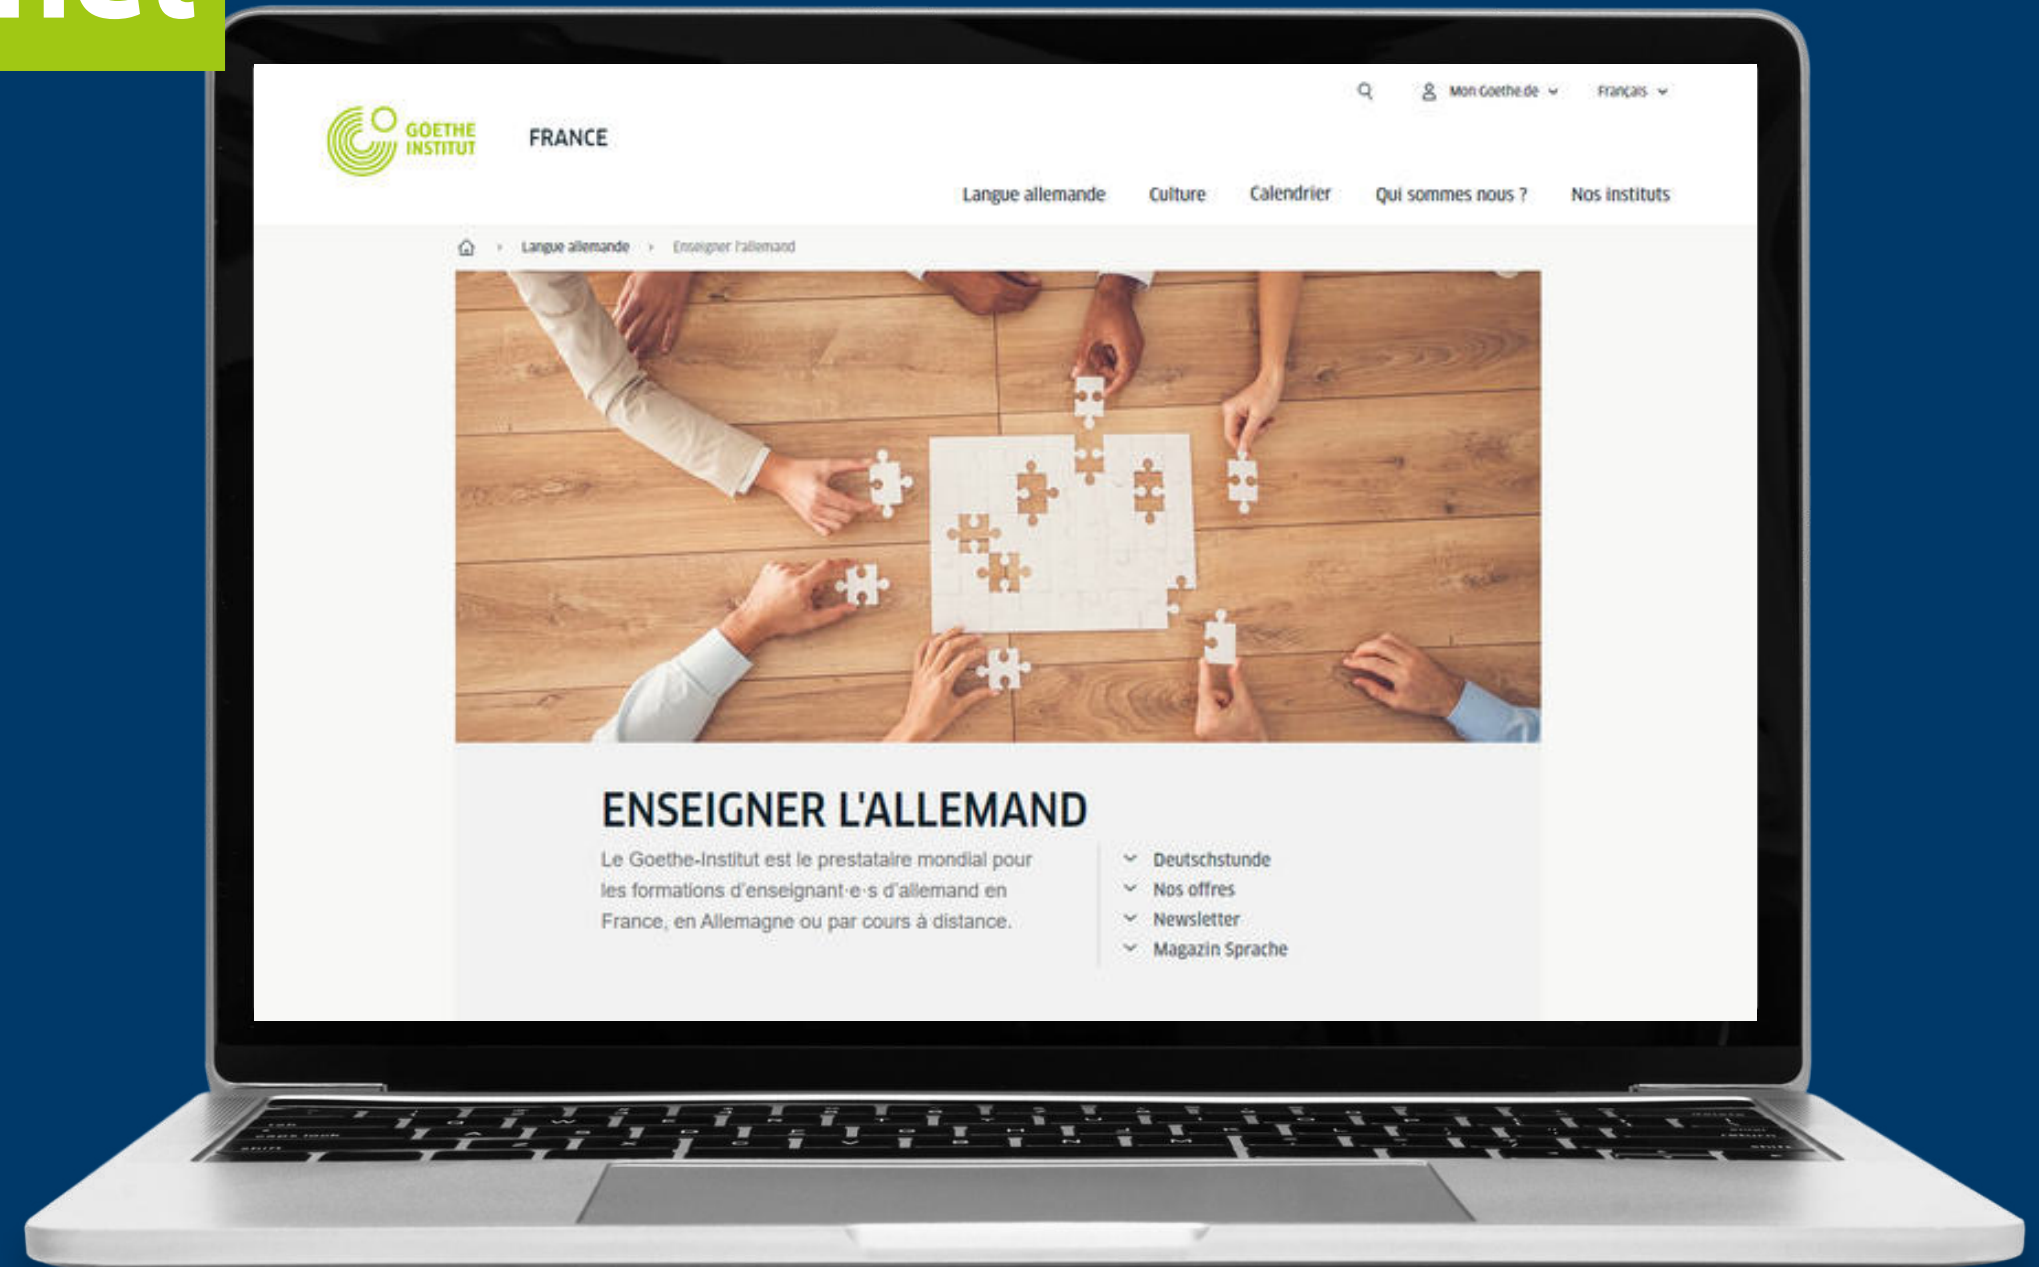 GOETHE
INSTITUT
FRANCE
Mon Goethe.de
Français
Langue allemande
Culture
Calendrier
Qui sommes nous ?
Nos instituts
Langue allemande
Enseigner l'allemand
ENSEIGNER L'ALLEMAND
Le Goethe-Institut est le prestataire mondial pour
les formations d'enseignant·e·s d'allemand en
France, en Allemagne ou par cours à distance.
Deutschstunde
Nos offres
Newsletter
Magazin Sprache